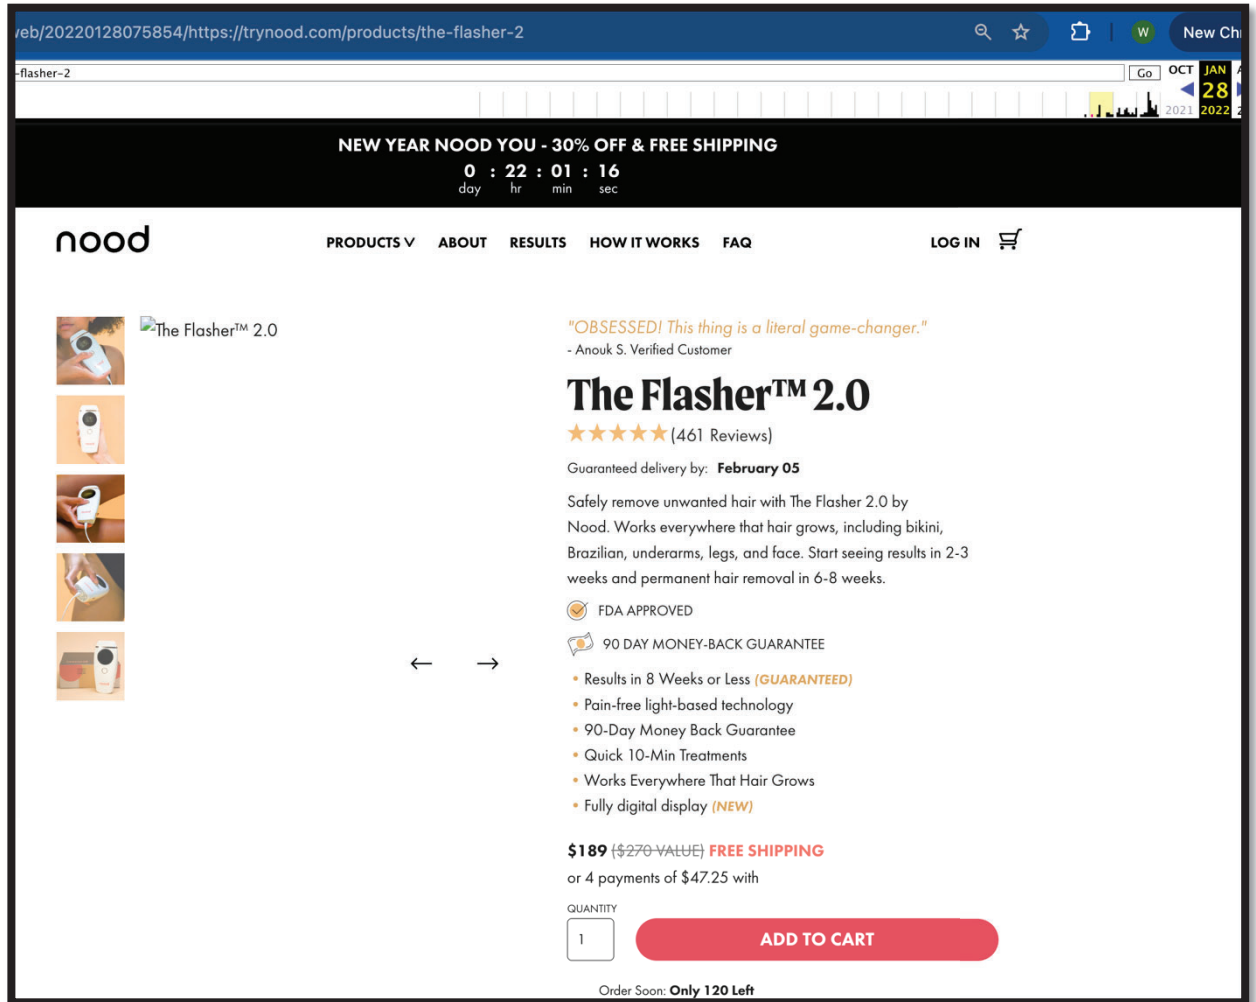 veb/20220128075854/https://trynood.com/products/the-flasher-2
W
New Ch
-flasher-2
Go
OCT JAN
28
2021 2022
NEW YEAR NOOD YOU - 30% OFF & FREE SHIPPING
0 : 22 : 01 : 16
day hr min sec
nood
PRODUCTS ABOUT RESULTS HOW IT WORKS FAQ
LOG IN
The Flasher™ 2.0
"OBSESSED! This thing is a literal game-changer."
- Anouk S. Verified Customer
The Flasher™ 2.0
★★★★★(461 Reviews)
Guaranteed delivery by: February 05
Safely remove unwanted hair with The Flasher 2.0 by
Nood. Works everywhere that hair grows, including bikini,
Brazilian, underarms, legs, and face. Start seeing results in 2-3
weeks and permanent hair removal in 6-8 weeks.
FDA APPROVED
90 DAY MONEY-BACK GUARANTEE
• Results in 8 Weeks or Less (GUARANTEED)
• Pain-free light-based technology
• 90-Day Money Back Guarantee
• Quick 10-Min Treatments
• Works Everywhere That Hair Grows
• Fully digital display (NEW)
$189 ($270 VALUE) FREE SHIPPING
or 4 payments of $47.25 with
QUANTITY
1
ADD TO CART
Order Soon: Only 120 Left